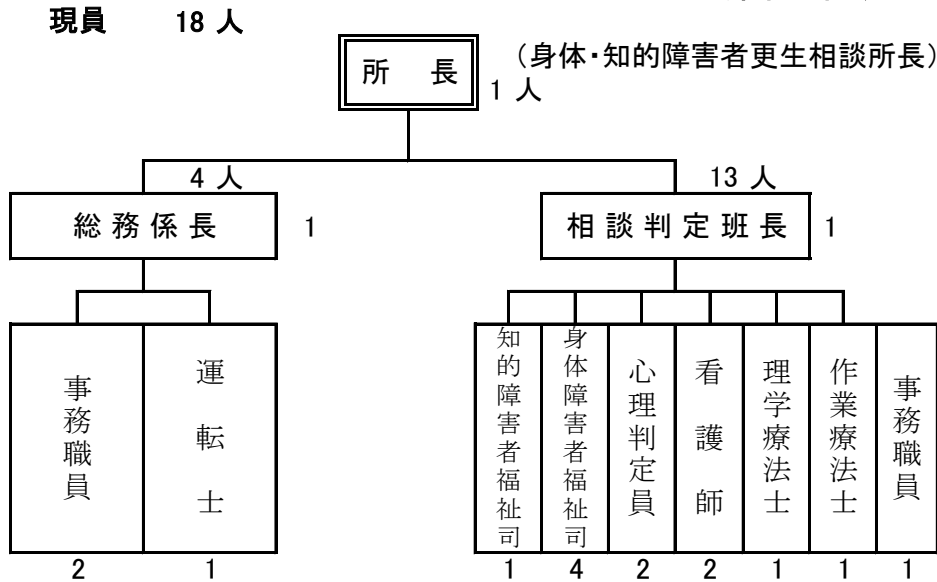 現員 18 人
所 長
(身体・知的障害者更生相談所長)
1 人
4 人
13 人
総務係長
1
相談判定班長
1
事務職員
運転士
知的障害者福祉司
身体障害者福祉司
心理判定員
看護師
理学療法士
作業療法士
事務職員
2 1 1 4 2 2 1 1 1